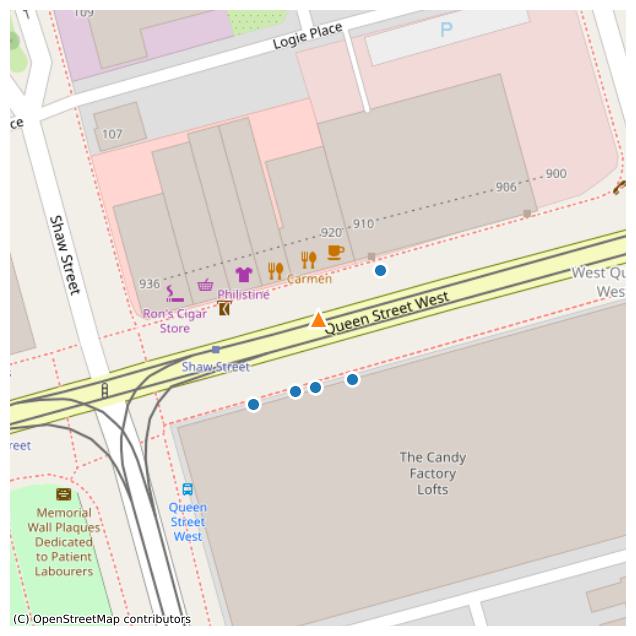 109
Logie Place
P
ce
107
Shaw Street
900
906
910
920
936
Carmen
Philistine
Ron's Cigar
Store
Queen Street West
West Qu
Wes
Shaw Street
reet
The Candy
Factory
Lofts
Queen
Street
West
Memorial
Wall Plaques
Dedicated
to Patient
Labourers
(C) OpenStreetMap contributors